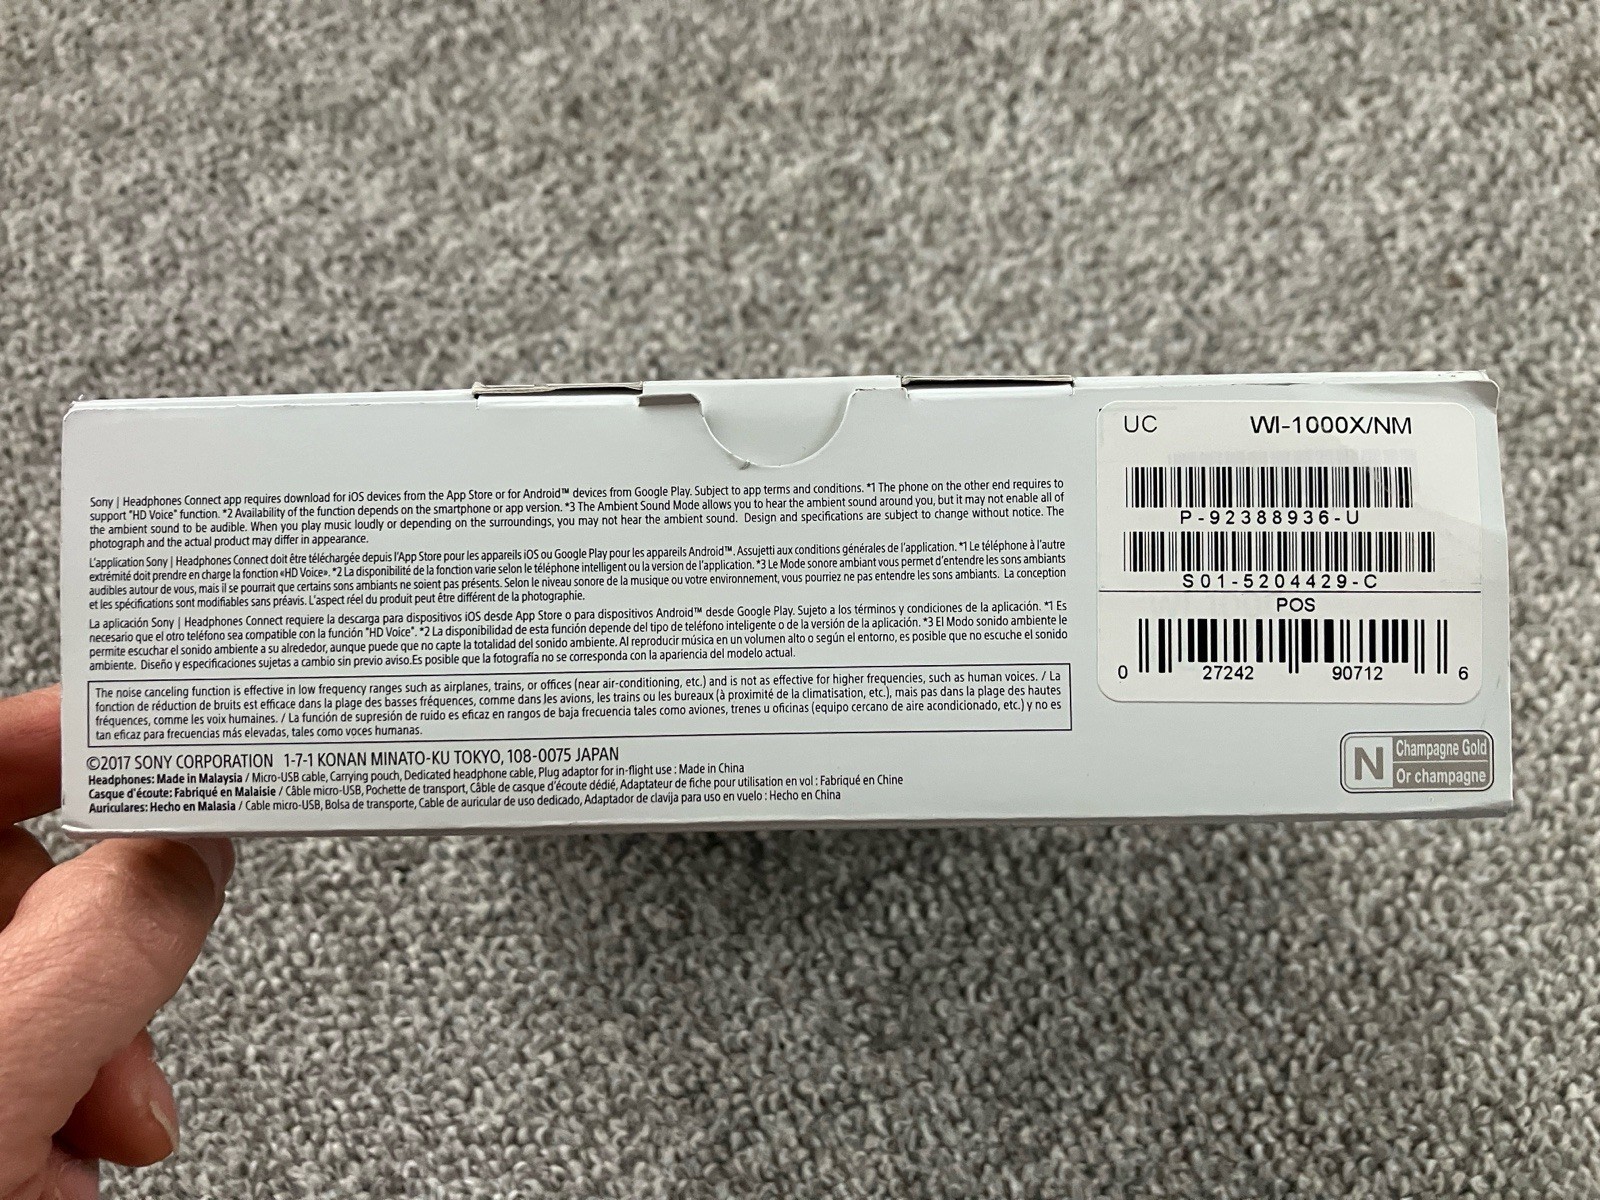 Sony | Headphones Connect app requires download for iOS devices from the App Store or for Android™ devices from Google Play. Subject to app terms and conditions. *1 The phone on the other end requires to
support "HD Voice" function. *2 Availability of the function depends on the smartphone or app version. *3 The Ambient Sound Mode allows you to hear the ambient sound around you, but it may not enable all of
the ambient sound to be audible. When you play music loudly or depending on the surroundings, you may not hear the ambient sound. Design and specifications are subject to change without notice. The
photograph and the actual product may differ in appearance.
L'application Sony | Headphones Connect doit être téléchargée depuis l'App Store pour les appareils iOS ou Google Play pour les appareils Android™. Assujetti aux conditions générales de l'application. *1 Le téléphone à l'autre
extrémité doit prendre en charge la fonction «HD Voice». *2 La disponibilité de la fonction varie selon le téléphone intelligent ou la version de l'application. *3 Le Mode sonore ambiant vous permet d'entendre les sons ambiants
audibles autour de vous, mais il se pourrait que certains sons ambiants ne soient pas présents. Selon le niveau sonore de la musique ou votre environnement, vous pourriez ne pas entendre les sons ambiants. La conception
et les spécifications sont modifiables sans préavis. L'aspect réel du produit peut être différent de la photographie.
La aplicación Sony | Headphones Connect requiere la descarga para dispositivos iOS desde App Store o para dispositivos Android™ desde Google Play. Sujeto a los términos y condiciones de la aplicación. *1 Es
necesario que el otro teléfono sea compatible con la función "HD Voice". *2 La disponibilidad de esta función depende del tipo de teléfono inteligente o de la versión de la aplicación. *3 El Modo sonido ambiente le
permite escuchar el sonido ambiente a su alrededor, aunque puede que no capte la totalidad del sonido ambiente. Al reproducir música en un volumen alto o según el entorno, es posible que no escuche el sonido
ambiente. Diseño y especificaciones sujetas a cambio sin previo aviso.Es posible que la fotografía no se corresponda con la apariencia del modelo actual.
The noise canceling function is effective in low frequency ranges such as airplanes, trains, or offices (near air-conditioning, etc.) and is not as effective for higher frequencies, such as human voices. / La
fonction de réduction de bruits est efficace dans la plage des basses fréquences, comme dans les avions, les trains ou les bureaux (à proximité de la climatisation, etc.), mais pas dans la plage des hautes
fréquences, comme les voix humaines. / La función de supresión de ruido es eficaz en rangos de baja frecuencia tales como aviones, trenes u oficinas (equipo cercano de aire acondicionado, etc.) y no es
tan eficaz para frecuencias más elevadas, tales como voces humanas.
©2017 SONY CORPORATION 1-7-1 KONAN MINATO-KU TOKYO, 108-0075 JAPAN
Headphones: Made in Malaysia / Micro-USB cable, Carrying pouch, Dedicated headphone cable, Plug adaptor for in-flight use : Made in China
Casque d'écoute: Fabriqué en Malaisie / Câble micro-USB, Pochette de transport, Câble de casque d'écoute dédié, Adaptateur de fiche pour utilisation en vol : Fabriqué en Chine
Auriculares: Hecho en Malasia / Cable micro-USB, Bolsa de transporte, Cable de auricular de uso dedicado, Adaptador de clavija para uso en vuelo : Hecho en China
UC WI-1000X/NM
P-92388936-U
S01-5204429-C
POS
0 27242 90712 6
N Champagne Gold
Or champagne